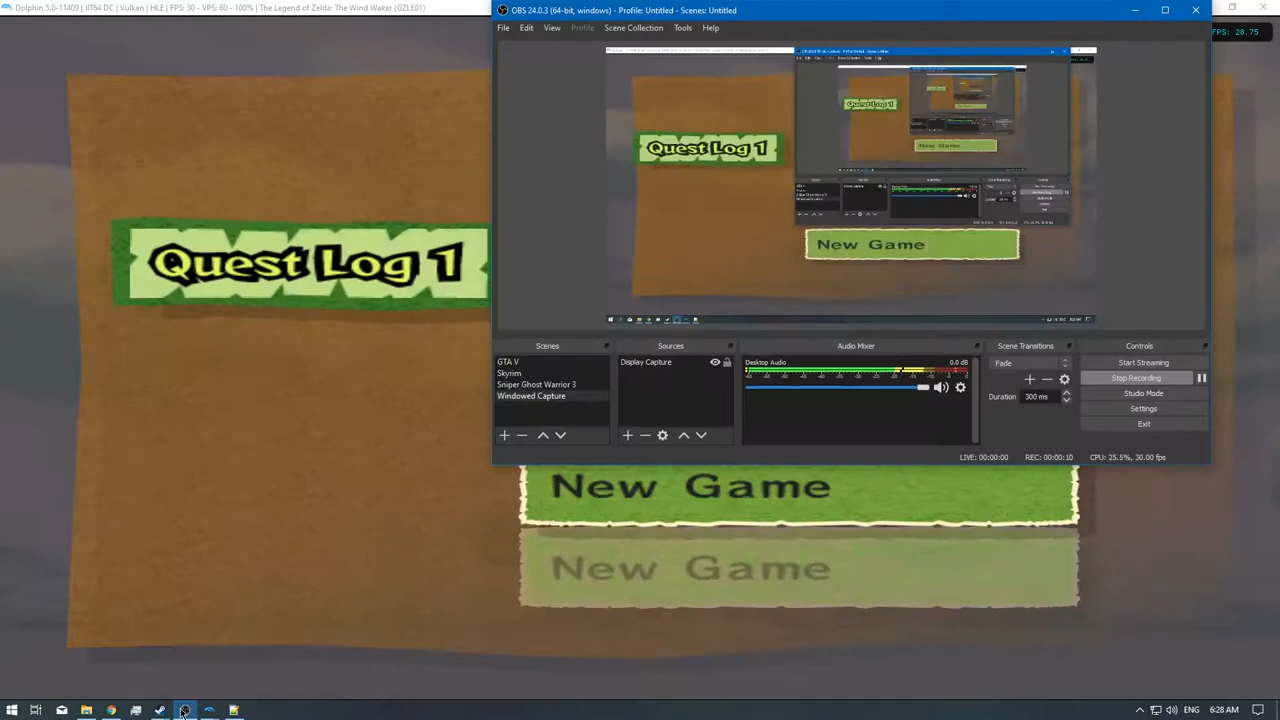 Dolphin 5.0-11409 | JIT64 DC | Vulkan | HLE | FPS: 30 - VPS: 60 - 100% | The Legend of Zelda: The Wind Waker (GZLE01)
OBS 24.0.3 (64-bit, windows) - Profile: Untitled - Scenes: Untitled
File Edit View Profile Scene Collection Tools Help
FPS: 28.75
Quest Log 1
New Game
Quest Log 1
New Game
Quest Log 1
New Game
New Game
Scenes
GTA V
Skyrim
Sniper Ghost Warrior 3
Windowed Capture
Sources
Display Capture
Audio Mixer
Desktop Audio 0.0 dB
Scene Transitions
Fade
Duration 300 ms
Controls
Start Streaming
Stop Recording
Studio Mode
Settings
Exit
LIVE: 00:00:00 REC: 00:00:10 CPU: 25.5%, 30.00 fps
ENG 6:28 AM